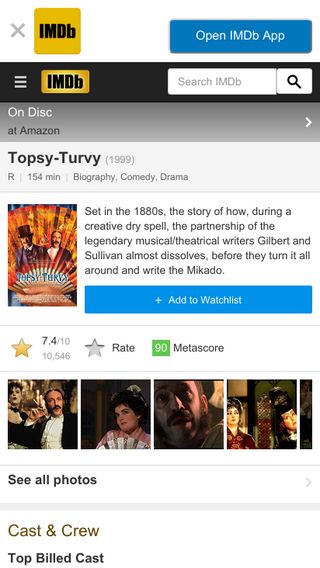 IMDb
Open IMDb App
IMDb
Search IMDb
On Disc
at Amazon
Topsy-Turvy (1999)
R | 154 min | Biography, Comedy, Drama
TOPSY-TURVY
Set in the 1880s, the story of how, during a
creative dry spell, the partnership of the
legendary musical/theatrical writers Gilbert and
Sullivan almost dissolves, before they turn it all
around and write the Mikado.
+ Add to Watchlist
7.4/10
10,546
Rate
90 Metascore
See all photos
Cast & Crew
Top Billed Cast